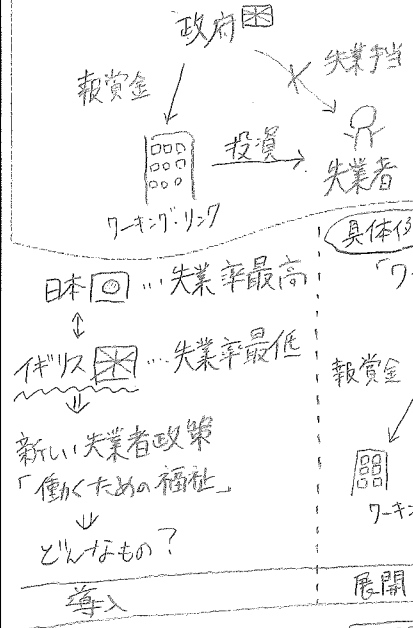 政府
失業手当
報賞金
投資
失業者
ワーキング・リンク
日本 … 失業率最高
イギリス … 失業率最低
新しい失業者政策
「働くための福祉」
どんなもの?
導入
具体例
「ワ
報賞金
ワーキン
展開